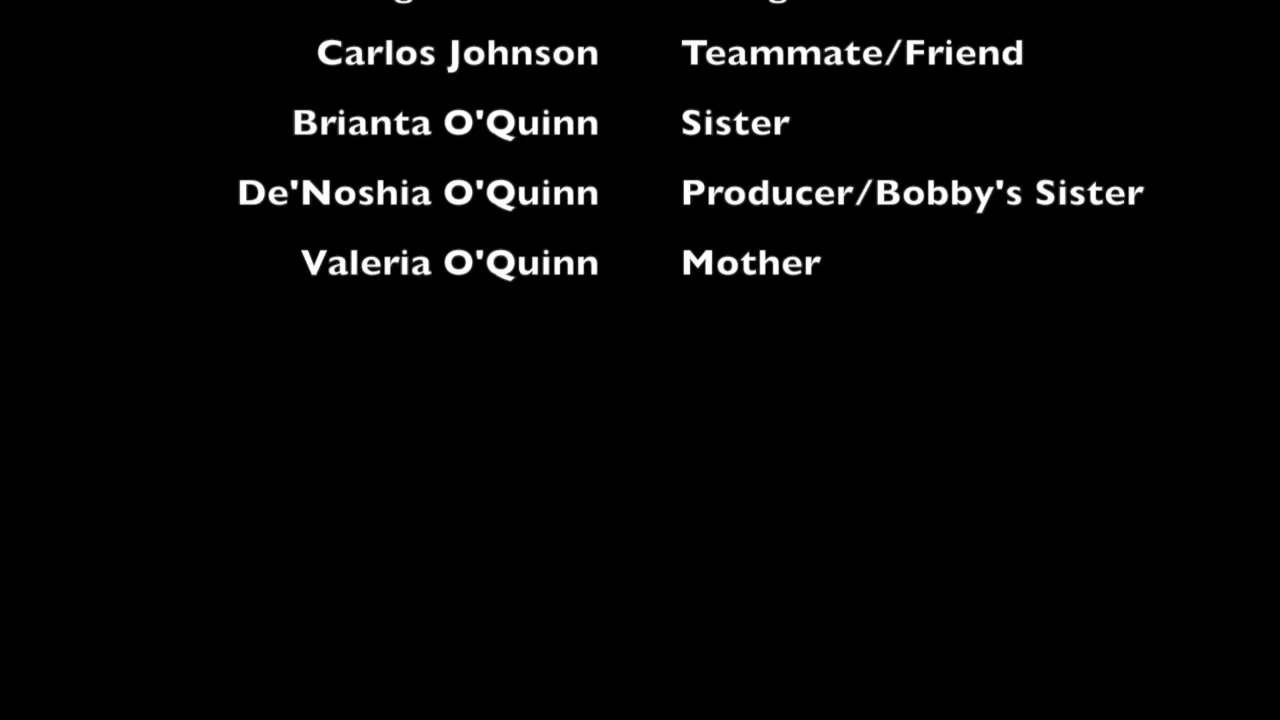 Carlos Johnson Teammate/Friend
Brianta O'Quinn Sister
De'Noshia O'Quinn Producer/Bobby's Sister
Valeria O'Quinn Mother